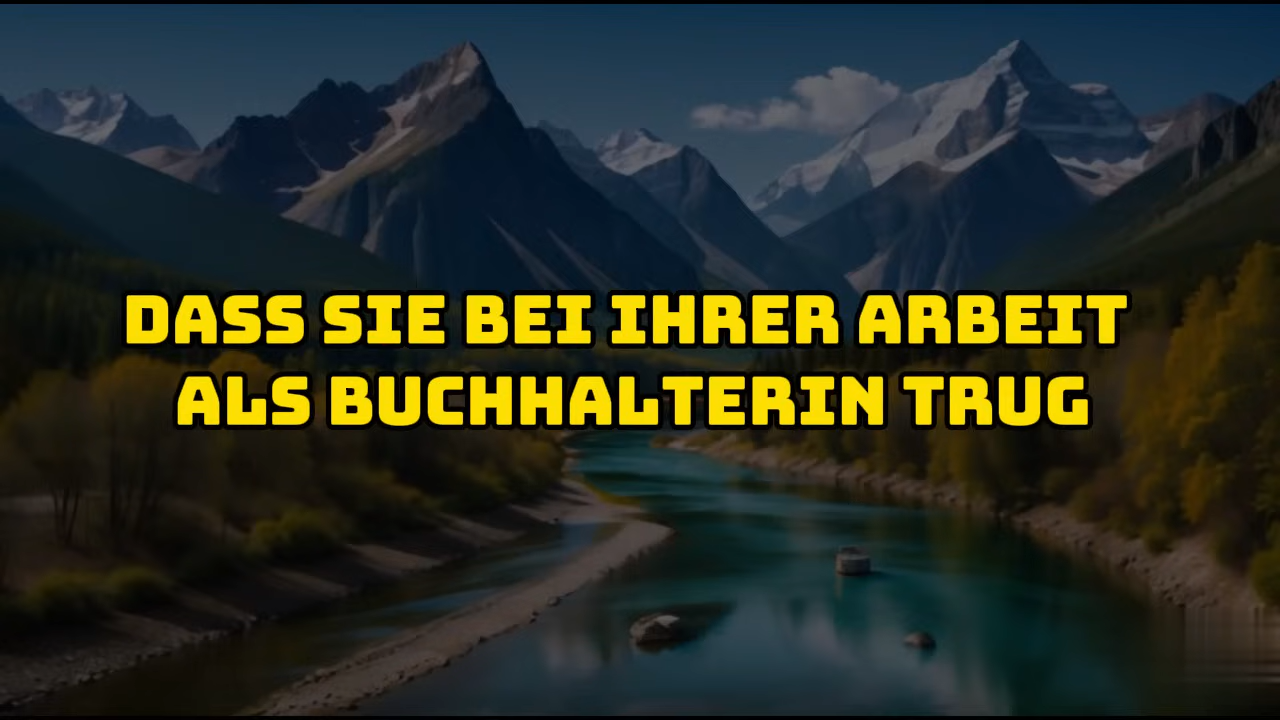 DASS SIE BEI IHRER ARBEIT
ALS BUCHHALTERIN TRUG